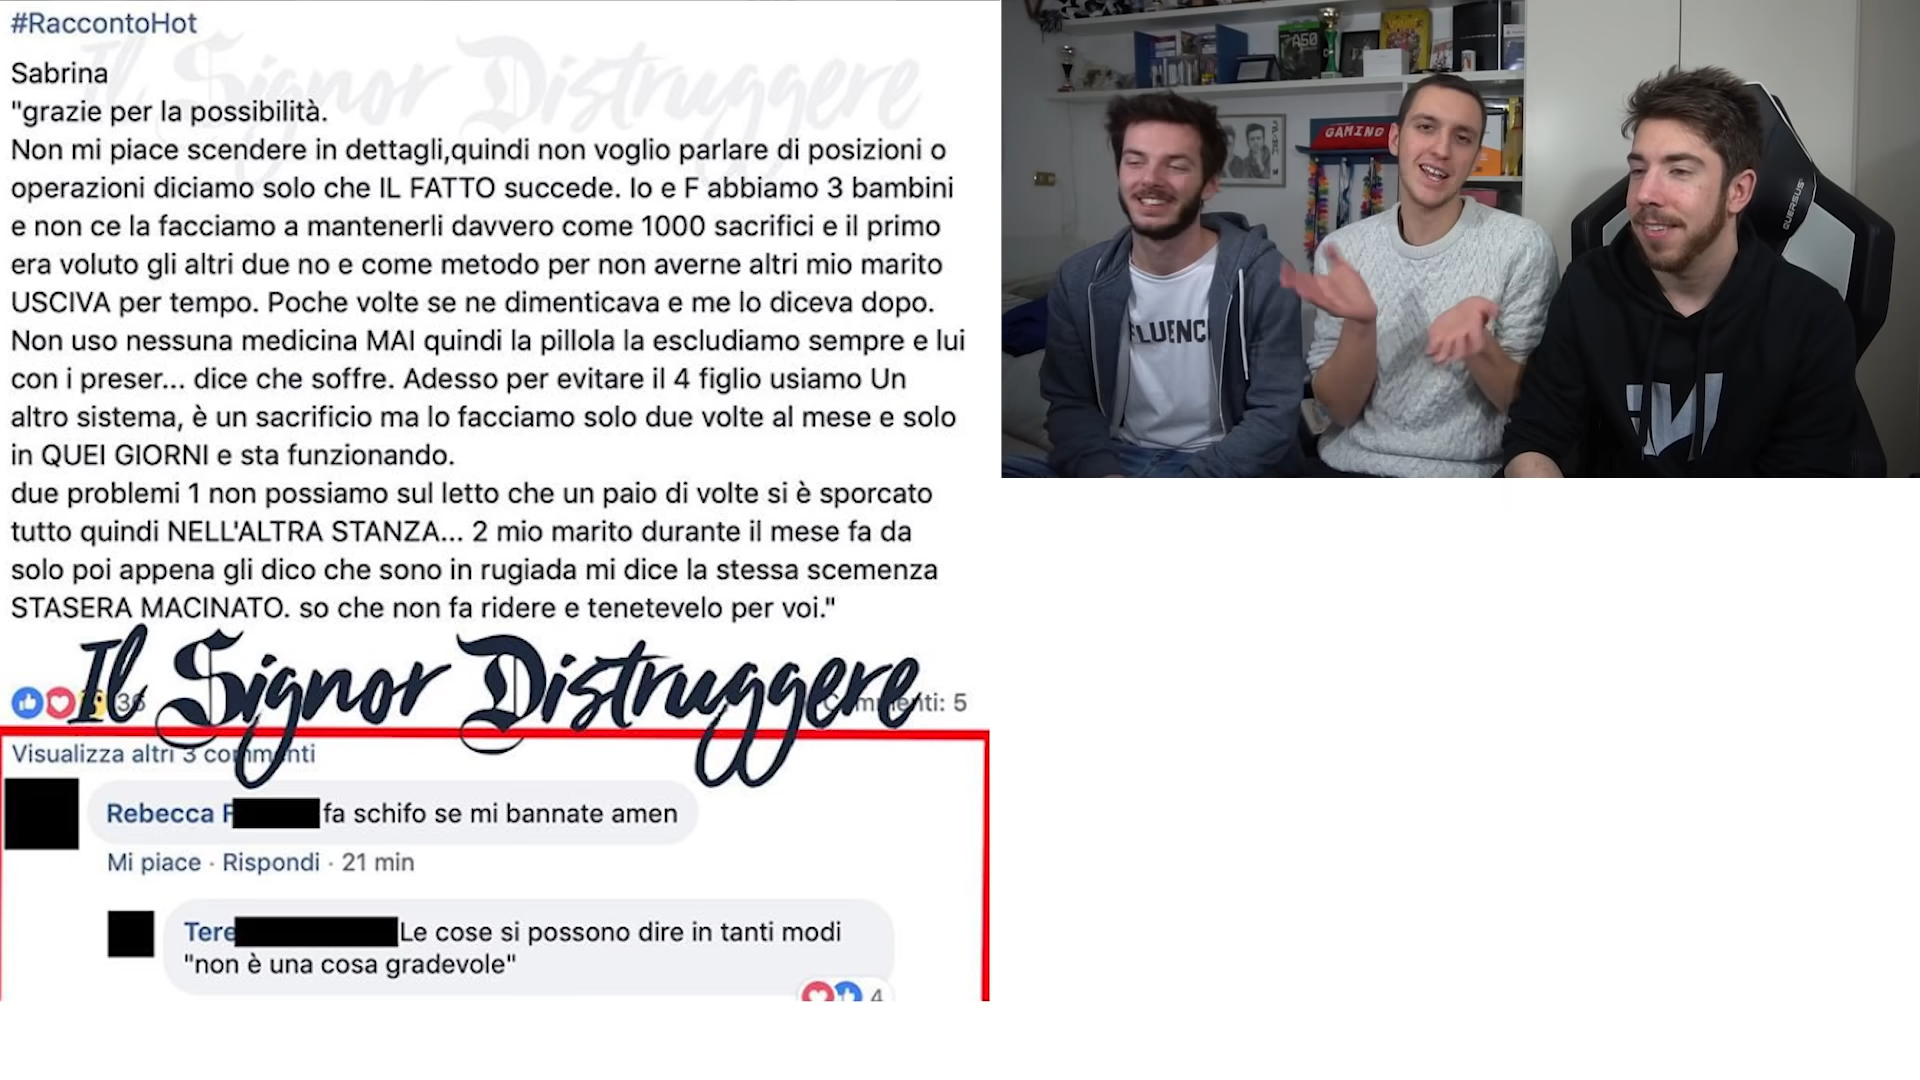 #RaccontoHot
Sabrina
"grazie per la possibilità.
Non mi piace scendere in dettagli,quindi non voglio parlare di posizioni o
operazioni diciamo solo che IL FATTO succede. Io e F abbiamo 3 bambini
e non ce la facciamo a mantenerli davvero come 1000 sacrifici e il primo
era voluto gli altri due no e come metodo per non averne altri mio marito
USCIVA per tempo. Poche volte se ne dimenticava e me lo diceva dopo.
Non uso nessuna medicina MAI quindi la pillola la escludiamo sempre e lui
con i preser... dice che soffre. Adesso per evitare il 4 figlio usiamo Un
altro sistema, è un sacrificio ma lo facciamo solo due volte al mese e solo
in QUEI GIORNI e sta funzionando.
due problemi 1 non possiamo sul letto che un paio di volte si è sporcato
tutto quindi NELL'ALTRA STANZA... 2 mio marito durante il mese fa da
solo poi appena gli dico che sono in rugiada mi dice la stessa scemenza
STASERA MACINATO. so che non fa ridere e tenetevelo per voi."
Il Signor Distruggere
Il Signor Distruggere
36
Commenti: 5
Visualizza altri 3 commenti
Rebecca F fa schifo se mi bannate amen
Mi piace · Rispondi · 21 min
Tere Le cose si possono dire in tanti modi
"non è una cosa gradevole"
4
A50
GAMING
FLUENC
QUERSUS